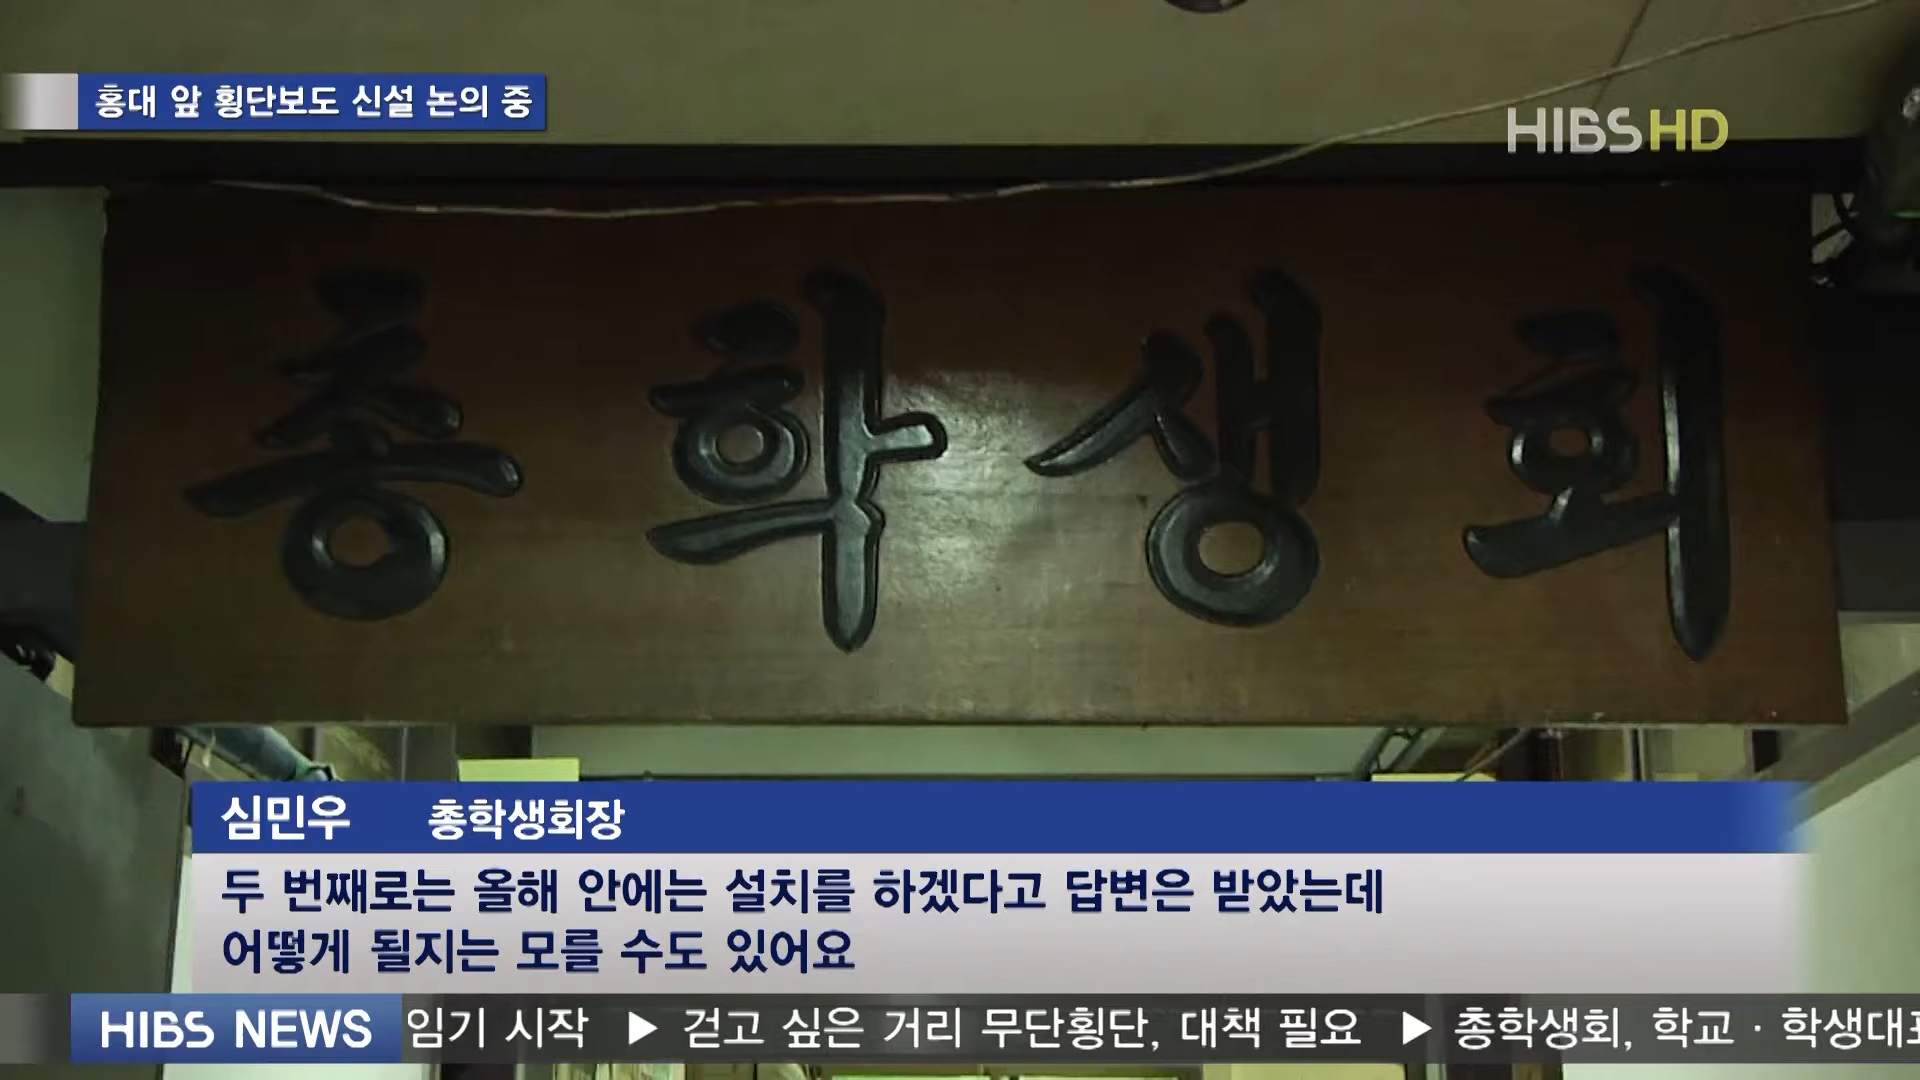 홍대 앞 횡단보도 신설 논의 중
HIBS HD
총학생회
심민우 총학생회장
두 번째로는 올해 안에는 설치를 하겠다고 답변은 받았는데
어떻게 될지는 모를 수도 있어요
HIBS NEWS 임기 시작 ▶ 걷고 싶은 거리 무단횡단, 대책 필요 ▶ 총학생회, 학교·학생대표